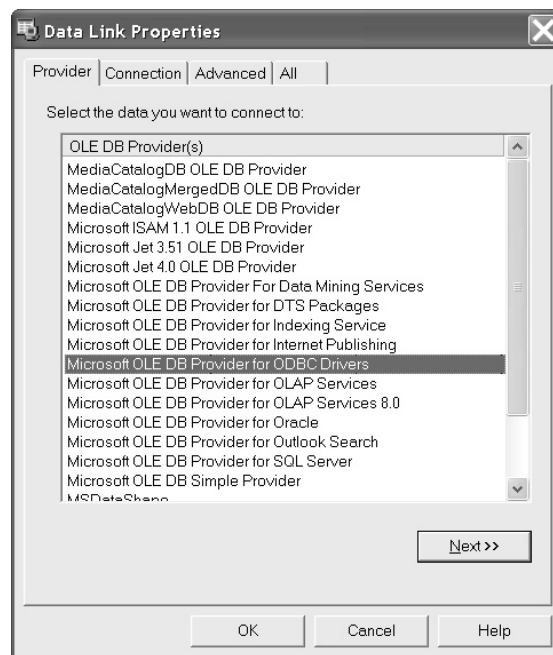 Data Link Properties
Provider Connection Advanced All
Select the data you want to connect to:
OLE DB Provider(s)
MediaCatalogDB OLE DB Provider
MediaCatalogMergedDB OLE DB Provider
MediaCatalogWebDB OLE DB Provider
Microsoft ISAM 1.1 OLE DB Provider
Microsoft Jet 3.51 OLE DB Provider
Microsoft Jet 4.0 OLE DB Provider
Microsoft OLE DB Provider For Data Mining Services
Microsoft OLE DB Provider for DTS Packages
Microsoft OLE DB Provider for Indexing Service
Microsoft OLE DB Provider for Internet Publishing
Microsoft OLE DB Provider for ODBC Drivers
Microsoft OLE DB Provider for OLAP Services
Microsoft OLE DB Provider for OLAP Services 8.0
Microsoft OLE DB Provider for Oracle
Microsoft OLE DB Provider for Outlook Search
Microsoft OLE DB Provider for SQL Server
Microsoft OLE DB Simple Provider
MSDataShape
Next >>
OK Cancel Help